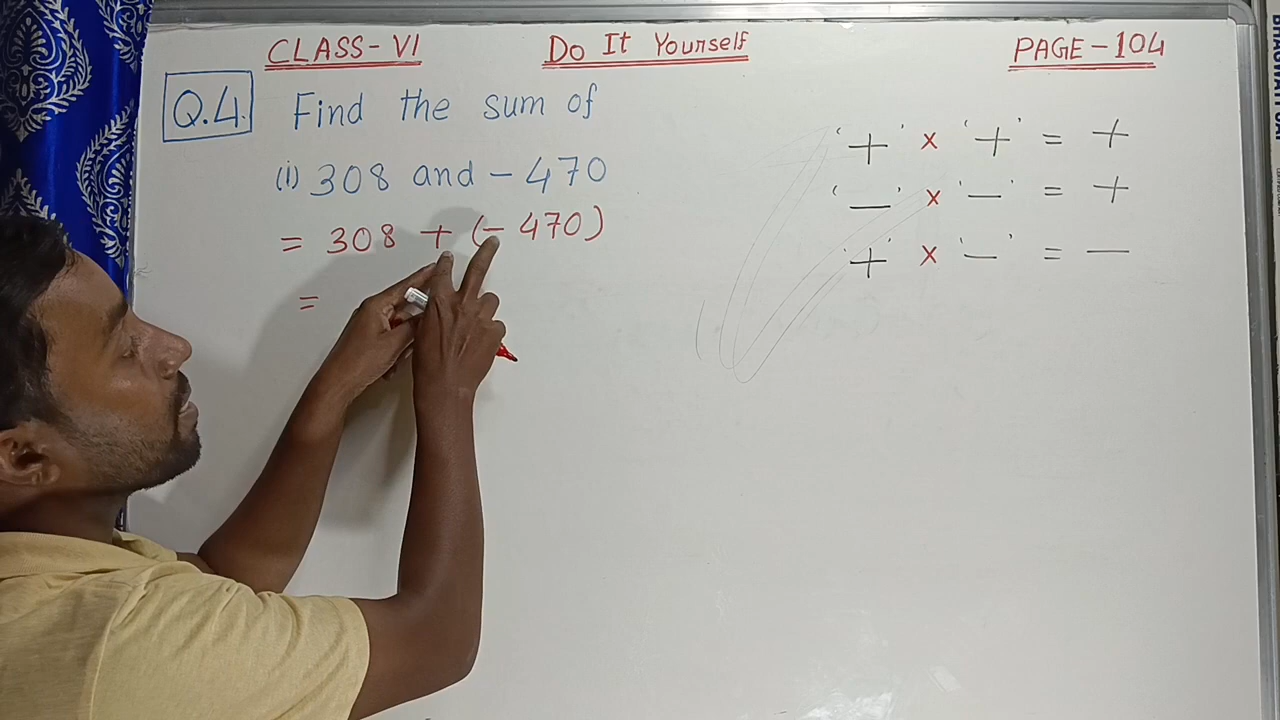 CLASS-VI Do It Yourself PAGE-104
Q.4. Find the sum of
(i) 308 and - 470
= 308 + (- 470)
=
'+' × '+' = +
'—' × '—' = +
'+' × '—' = —